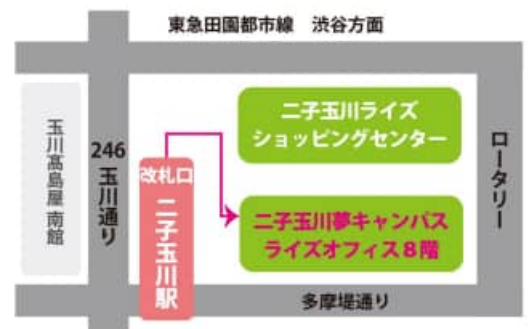 東急田園都市線　渋谷方面
玉川髙島屋 南館
246
玉川通り
改札口
二子玉川駅
二子玉川ライズ
ショッピングセンター
二子玉川夢キャンパス
ライズオフィス８階
ロータリー
多摩堤通り